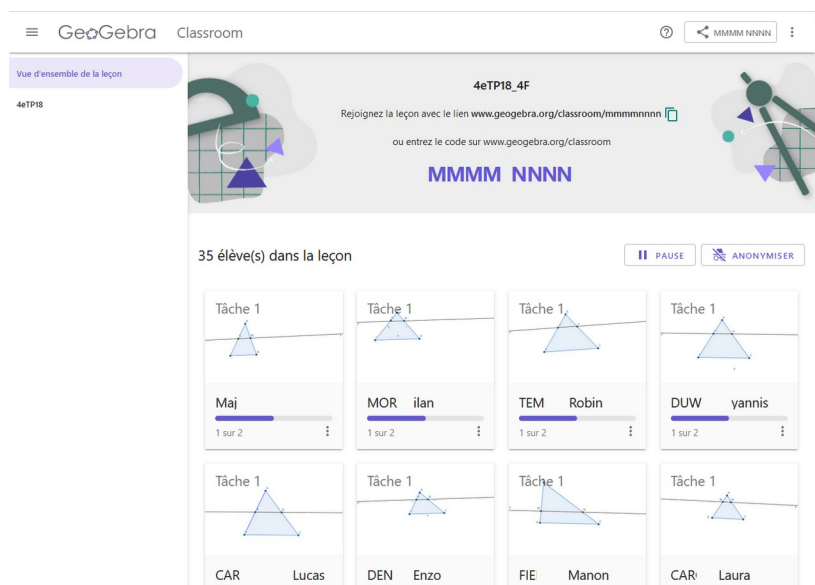 GeoGebra Classroom
MMMM NNNN
Vue d'ensemble de la leçon
4eTP18
4eTP18_4F
Rejoignez la leçon avec le lien www.geogebra.org/classroom/mmmmnnnn
ou entrez le code sur www.geogebra.org/classroom
MMMM NNNN
35 élève(s) dans la leçon
PAUSE
ANONYMISER
Tâche 1
Tâche 1
Tâche 1
Tâche 1
Maj
MOR ilan
TEM Robin
DUW yannis
1 sur 2
1 sur 2
1 sur 2
1 sur 2
Tâche 1
Tâche 1
Tâche 1
Tâche 1
CAR Lucas
DEN Enzo
FIE Manon
CAR Laura